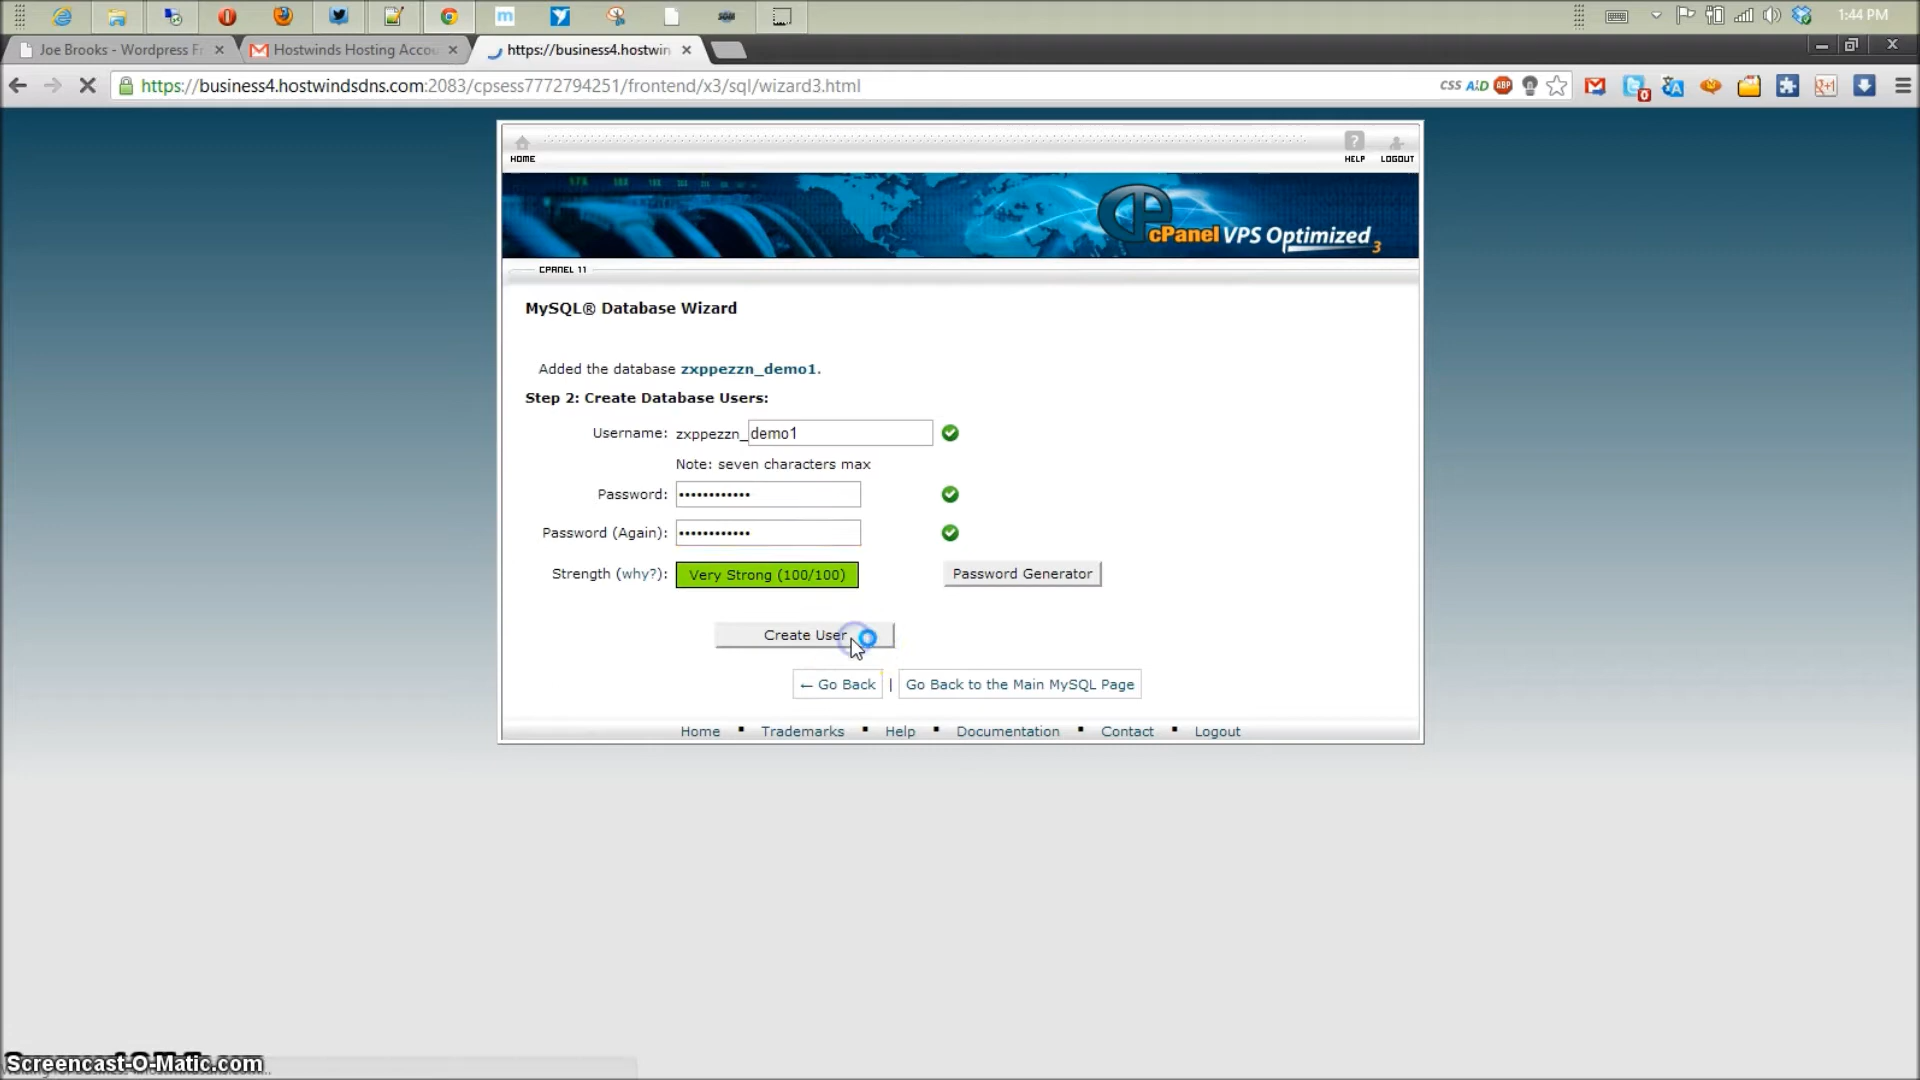 1:44 PM
Joe Brooks - Wordpress Fr
Hostwinds Hosting Accou
https://business4.hostwin
https://business4.hostwindsdns.com:2083/cpsess7772794251/frontend/x3/sql/wizard3.html
CSS
ABP
HOME
HELP
LOGOUT
cPanel VPS Optimized 3
CPANEL 11
MySQL® Database Wizard
Added the database zxppezzn_demo1.
Step 2: Create Database Users:
Username: zxppezzn_ demo1
Note: seven characters max
Password: ••••••••••••
Password (Again): ••••••••••••
Strength (why?): Very Strong (100/100) Password Generator
Create User
← Go Back | Go Back to the Main MySQL Page
Home ▪ Trademarks ▪ Help ▪ Documentation ▪ Contact ▪ Logout
Screencast-O-Matic.com